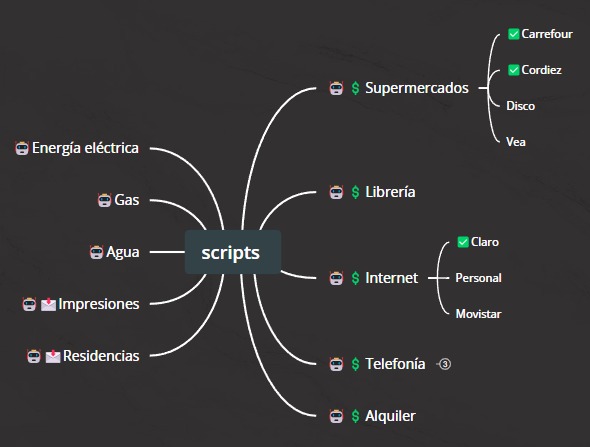 scripts
Energía eléctrica
Gas
Agua
Impresiones
Residencias
$ Supermercados
Carrefour
Cordiez
Disco
Vea
$ Librería
$ Internet
Claro
Personal
Movistar
$ Telefonía 3
$ Alquiler